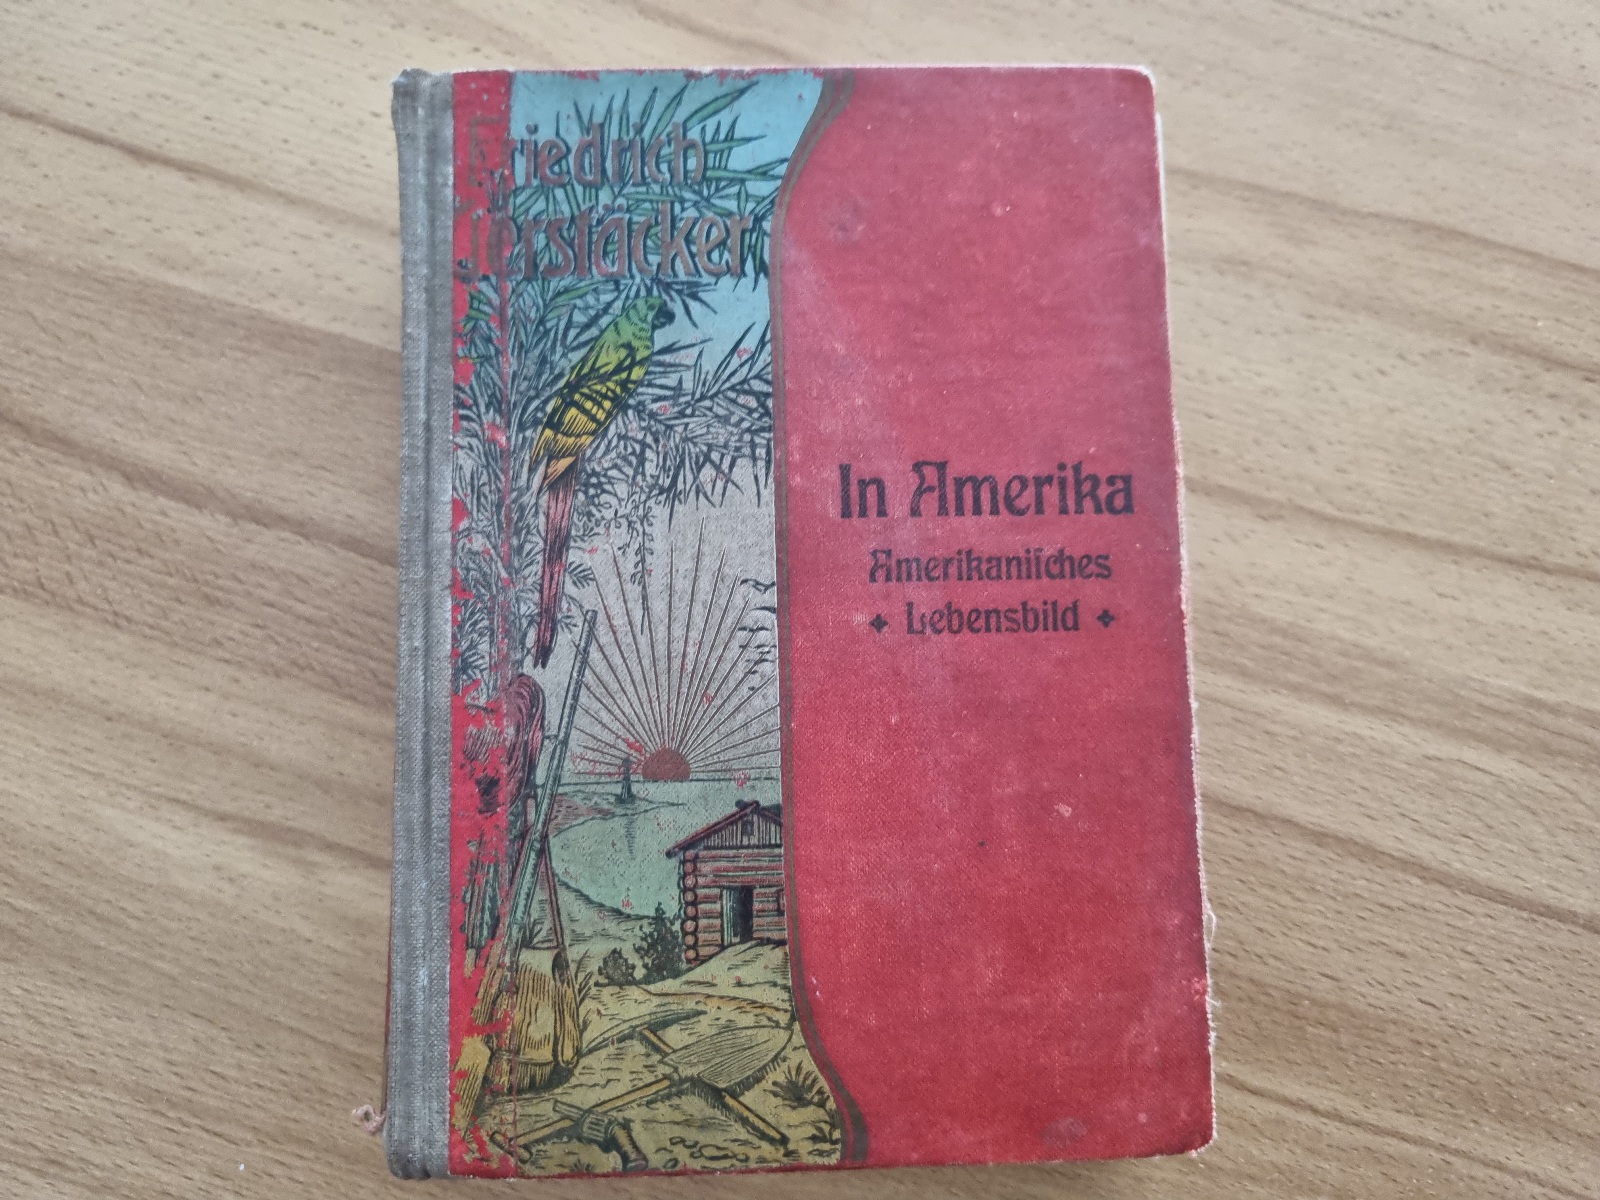 Friedrich
Gerstäcker
In Amerika
Amerikaniſches
Lebensbild